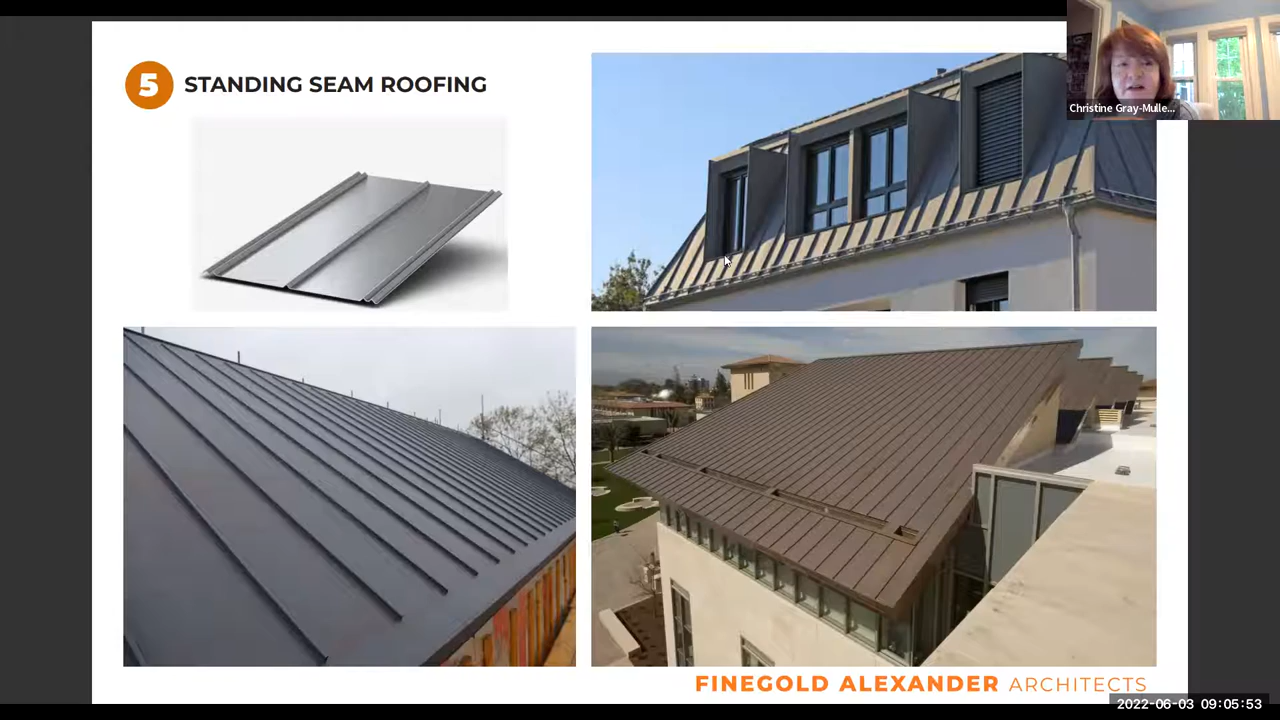 5 STANDING SEAM ROOFING
Christine Gray-Mulle...
FINEGOLD ALEXANDER ARCHITECTS
2022-06-03 09:05:53